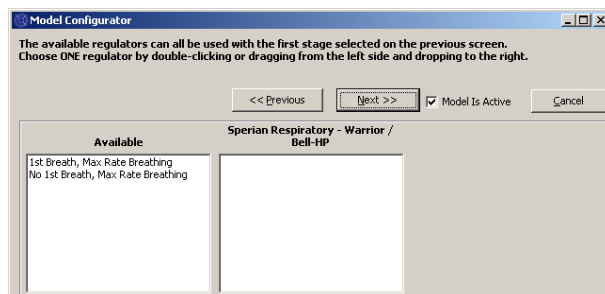 Model Configurator
The available regulators can all be used with the first stage selected on the previous screen.
Choose ONE regulator by double-clicking or dragging from the left side and dropping to the right.
<< Previous
Next >>
Model Is Active
Cancel
Available
Sperian Respiratory - Warrior /
Bell-HP
1st Breath, Max Rate Breathing
No 1st Breath, Max Rate Breathing